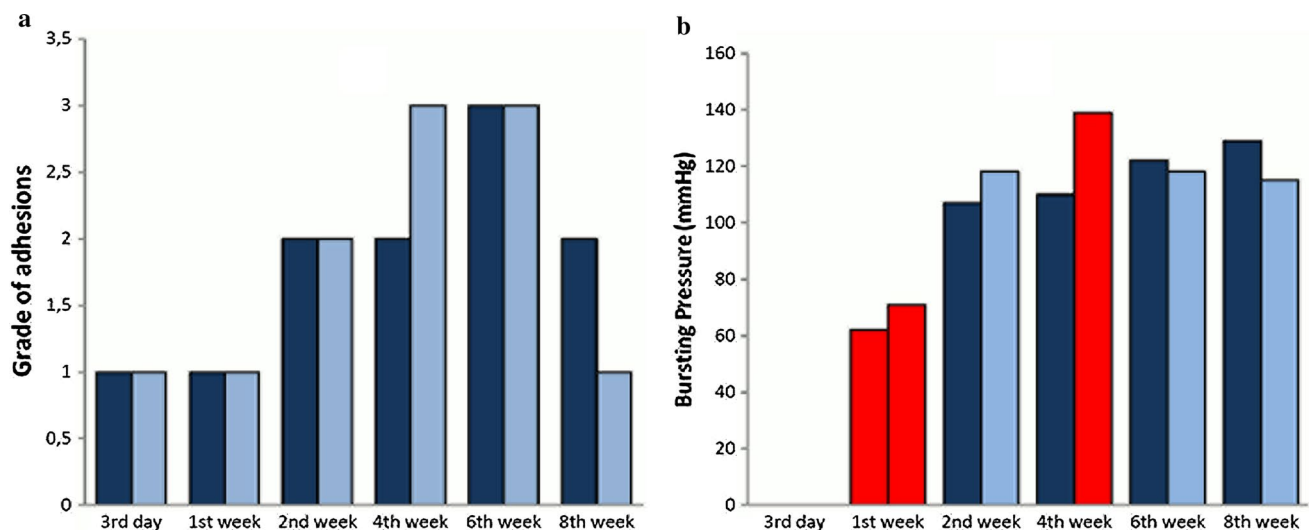 a
Grade of adhesions
3,5
3
2,5
2
1,5
1
0,5
0
3rd day 1st week 2nd week 4th week 6th week 8th week
b
Bursting Pressure (mmHg)
160
140
120
100
80
60
40
20
0
3rd day 1st week 2nd week 4th week 6th week 8th week